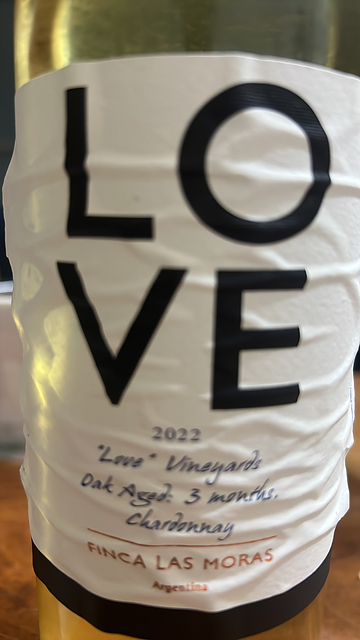 LO
VE
2022
"Love" Vineyards
Oak Aged: 3 months.
Chardonnay
FINCA LAS MORAS
Argentina